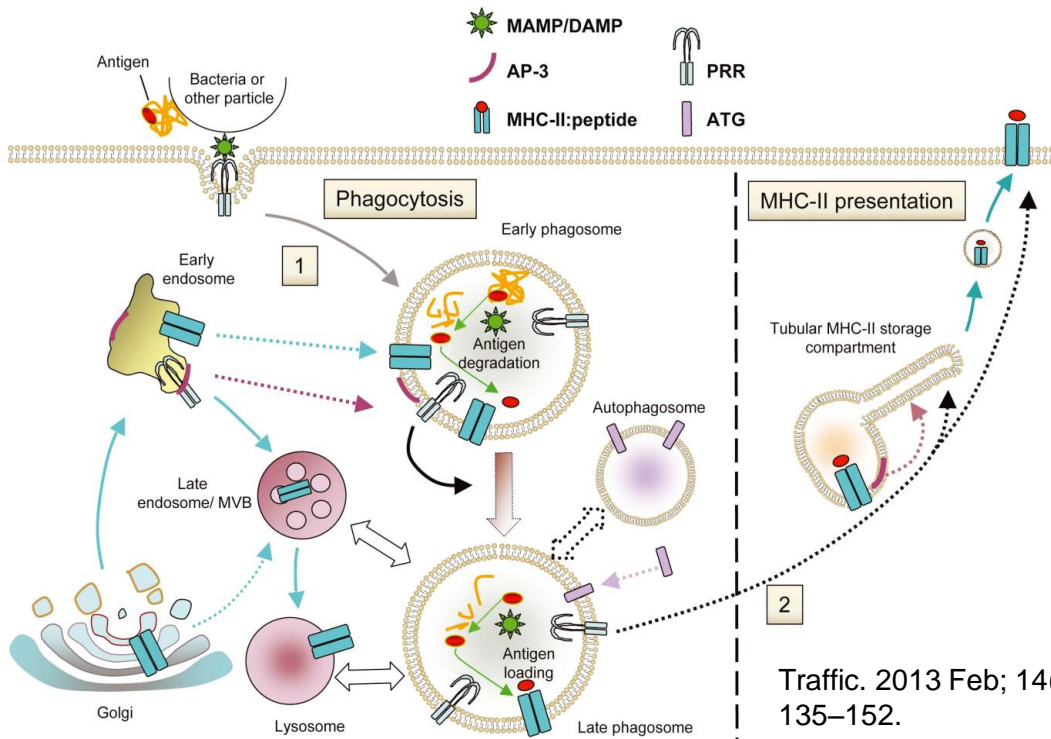 MAMP/DAMP
AP-3
PRR
MHC-II:peptide
ATG
Antigen
Bacteria or
other particle
Phagocytosis
MHC-II presentation
1
Early phagosome
Early
endosome
Antigen
degradation
Tubular MHC-II storage
compartment
Autophagosome
Late
endosome/ MVB
2
Antigen
loading
Golgi
Lysosome
Late phagosome
Traffic. 2013 Feb;
135–152.